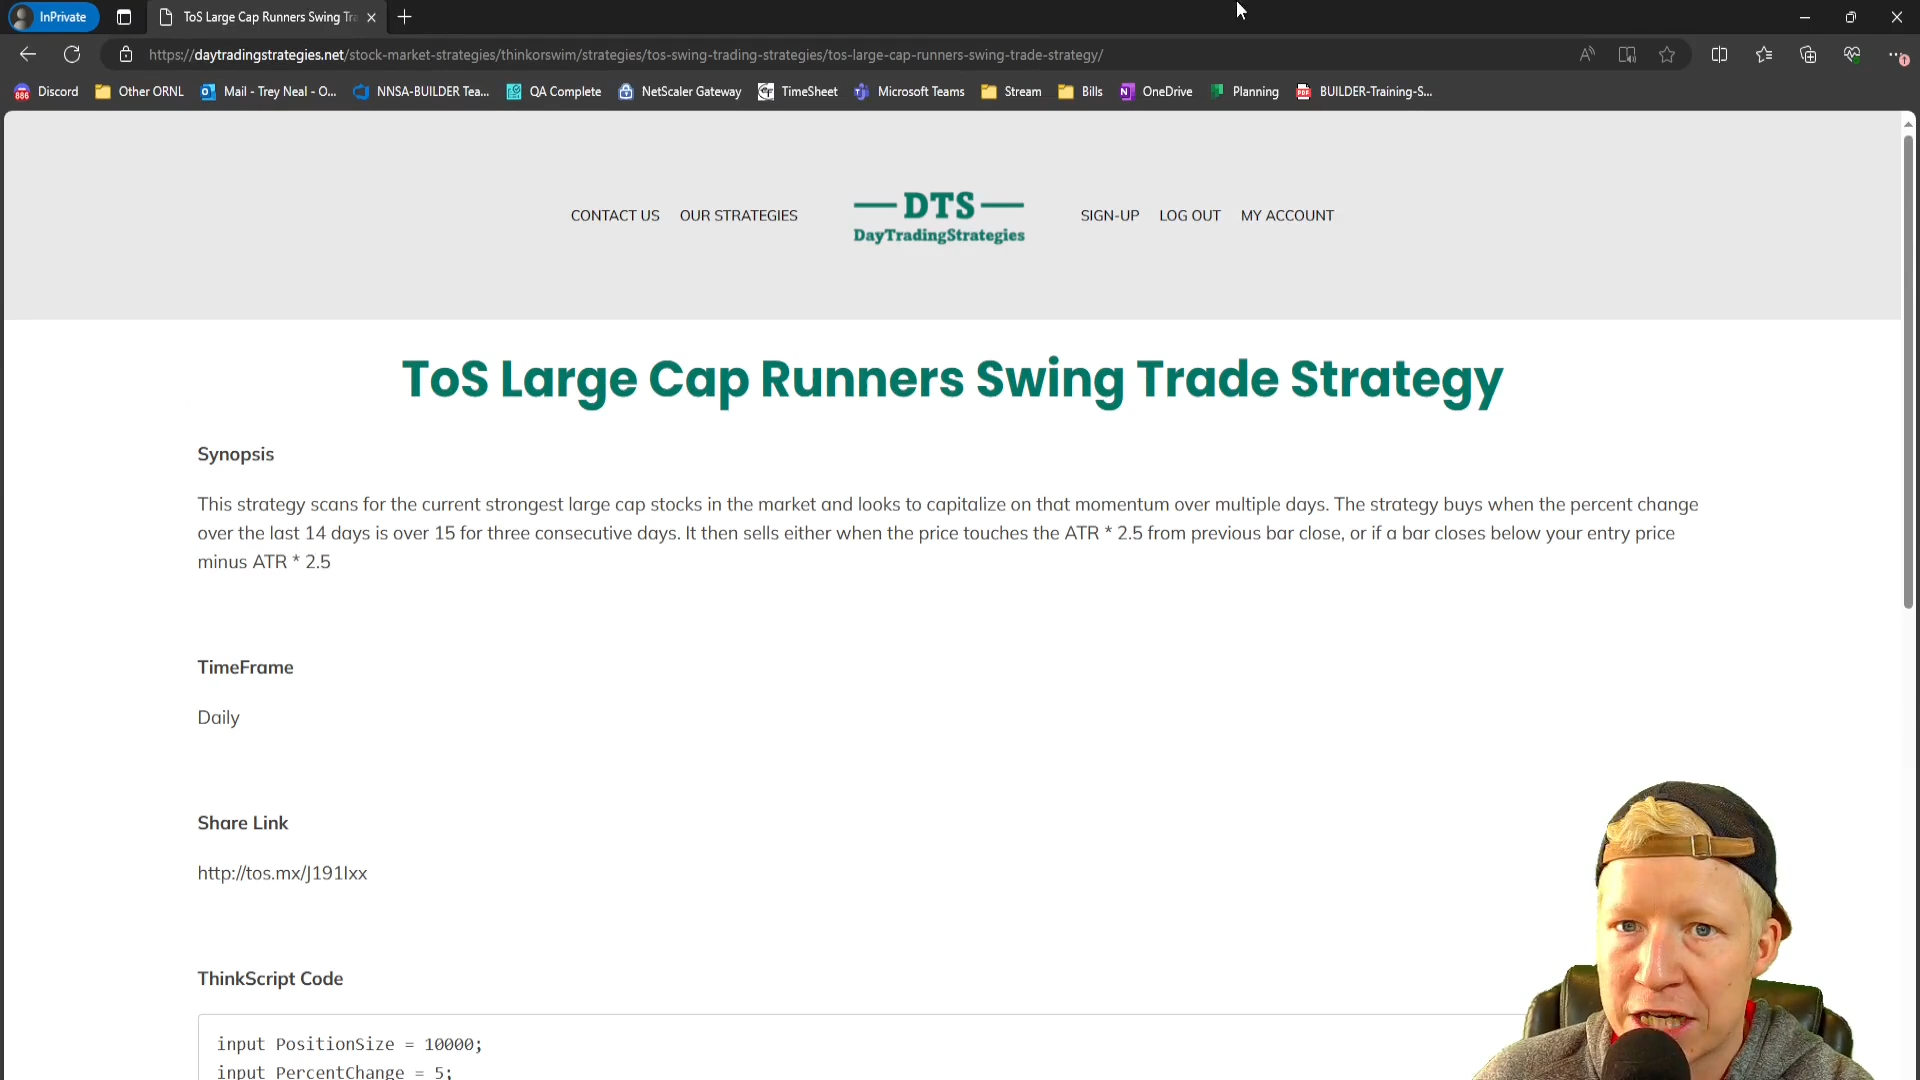 InPrivate
ToS Large Cap Runners Swing Tra
https://daytradingstrategies.net/stock-market-strategies/thinkorswim/strategies/tos-swing-trading-strategies/tos-large-cap-runners-swing-trade-strategy/
Discord Other ORNL Mail - Trey Neal - O... NNSA-BUILDER Tea... QA Complete NetScaler Gateway TimeSheet Microsoft Teams Stream Bills OneDrive Planning BUILDER-Training-S...
CONTACT US OUR STRATEGIES DTS SIGN-UP LOG OUT MY ACCOUNT
DayTradingStrategies
ToS Large Cap Runners Swing Trade Strategy
Synopsis
This strategy scans for the current strongest large cap stocks in the market and looks to capitalize on that momentum over multiple days. The strategy buys when the percent change
over the last 14 days is over 15 for three consecutive days. It then sells either when the price touches the ATR * 2.5 from previous bar close, or if a bar closes below your entry price
minus ATR * 2.5
TimeFrame
Daily
Share Link
http://tos.mx/J191lxx
ThinkScript Code
input PositionSize = 10000;
input PercentChange = 5;